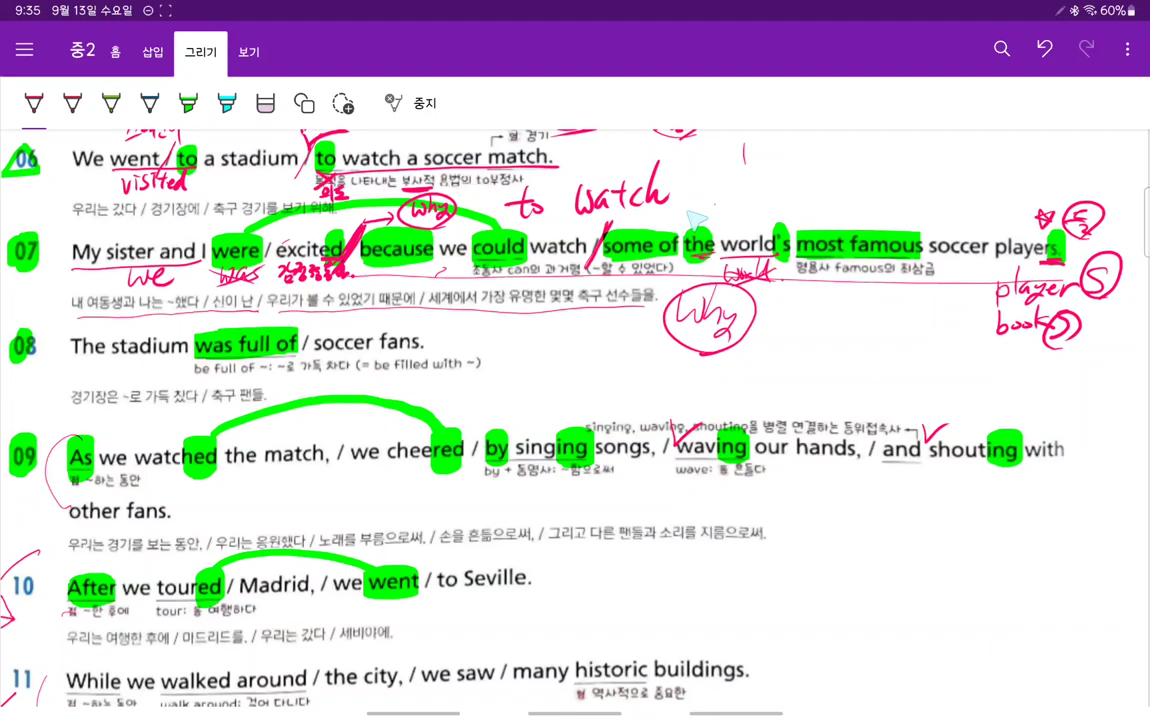 9:35 9월 13일 수요일 60%
중2 홈 삽입 그리기 보기
중지
형: 경기
06 We went / to a stadium / to watch a soccer match.
visited
을 나타내는 부사적 용법의 to부정사
우리는 갔다 / 경기장에 / 축구 경기를 보기 위해.
why to watch
07 My sister and I were / excited / because we could watch / some of the world's most famous soccer players.
we was
조동사 can의 과거형 (~할 수 있었다)
형용사 famous의 최상급
players
books
why
내 여동생과 나는 ~했다 / 신이 난 / 우리가 볼 수 있었기 때문에 / 세계에서 가장 유명한 몇몇 축구 선수들을.
08 The stadium was full of / soccer fans.
be full of ~: ~로 가득 차다 (= be filled with ~)
경기장은 ~로 가득 찼다 / 축구 팬들.
singing, waving, shouting을 병렬 연결하는 등위접속사
09 As we watched the match, / we cheered / by singing songs, / waving our hands, / and shouting with
접 ~하는 동안 by + 동명사: ~함으로써 wave: 동 흔들다
other fans.
우리는 경기를 보는 동안, / 우리는 응원했다 / 노래를 부름으로써, / 손을 흔듦으로써, / 그리고 다른 팬들과 소리를 지름으로써.
10 After we toured / Madrid, / we went / to Seville.
접 ~한 후에 tour: 동 여행하다
우리는 여행한 후에 / 마드리드를, / 우리는 갔다 / 세비야에.
11 While we walked around / the city, / we saw / many historic buildings.
접 ~하는 동안 walk around: 걸어 다니다 형 역사적으로 중요한